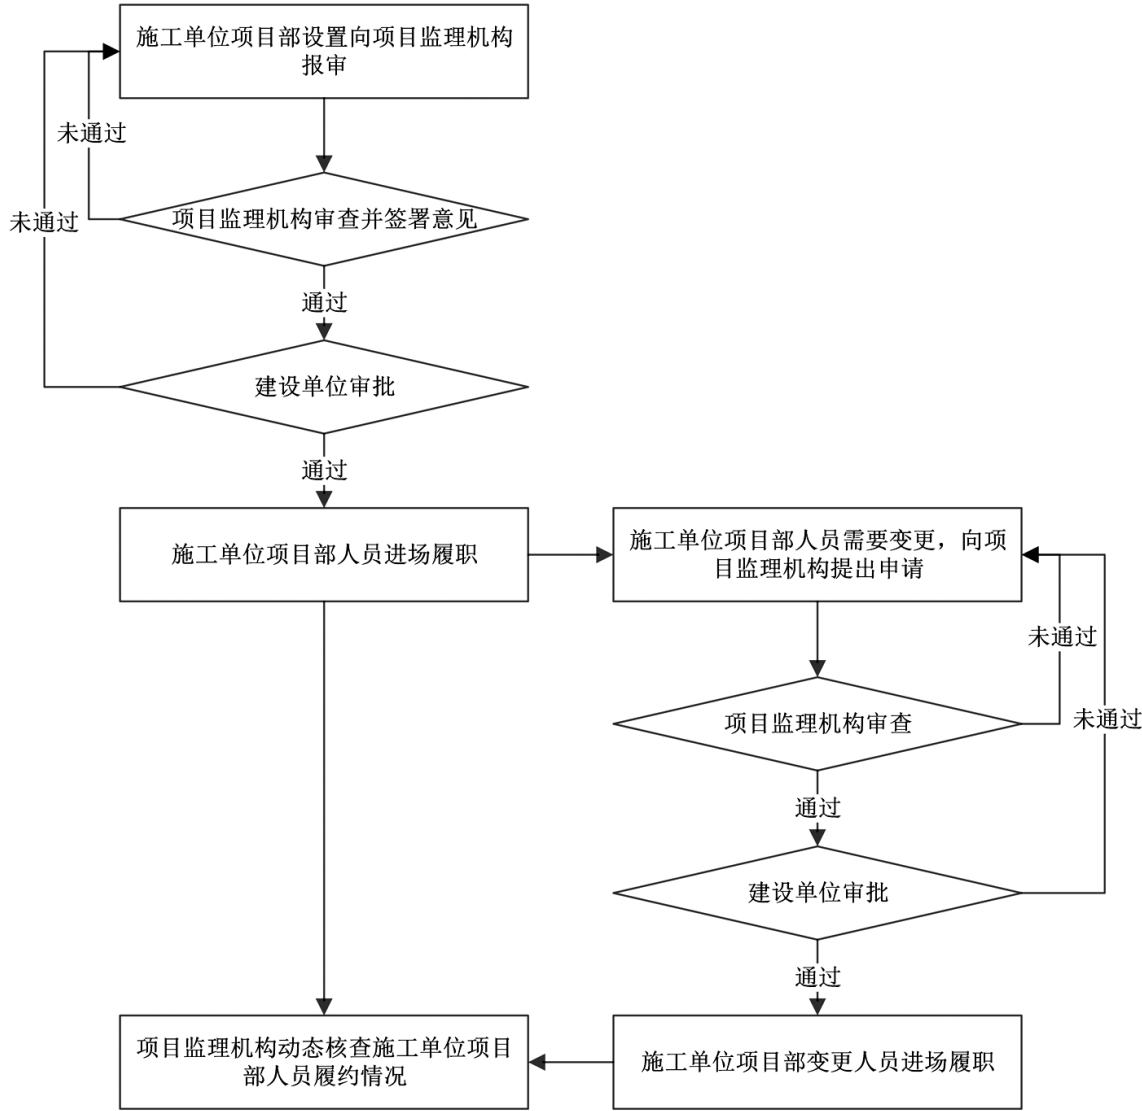 施工单位项目部设置向项目监理机构
报审
未通过
项目监理机构审查并签署意见
未通过
通过
建设单位审批
通过
施工单位项目部人员进场履职
施工单位项目部人员需要变更，向项
目监理机构提出申请
未通过
项目监理机构审查
未通过
通过
建设单位审批
通过
项目监理机构动态核查施工单位项目
部人员履约情况
施工单位项目部变更人员进场履职